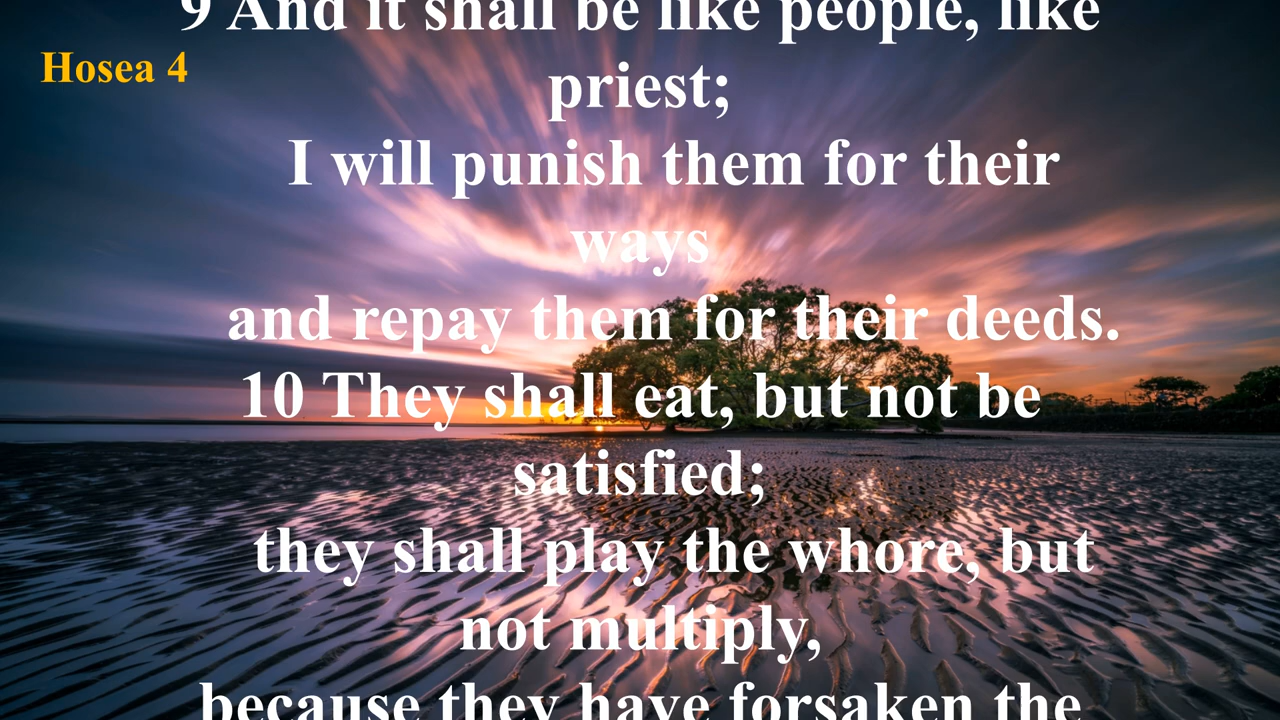 9 And it shall be like people, like
Hosea 4
priest;
I will punish them for their
ways
and repay them for their deeds.
10 They shall eat, but not be
satisfied;
they shall play the whore, but
not multiply,
because they have forsaken the